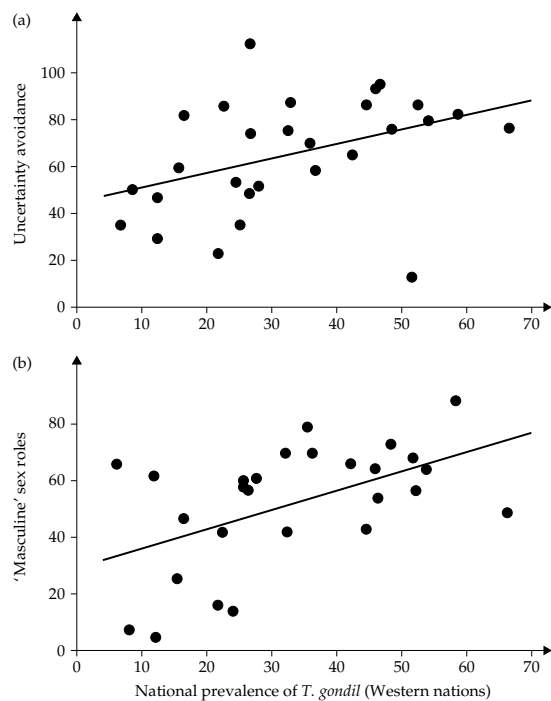 (a)
Uncertainty avoidance
100
80
60
40
20
0
0 10 20 30 40 50 60 70
(b)
‘Masculine’ sex roles
80
60
40
20
0
0 10 20 30 40 50 60 70
National prevalence of T. gondil (Western nations)